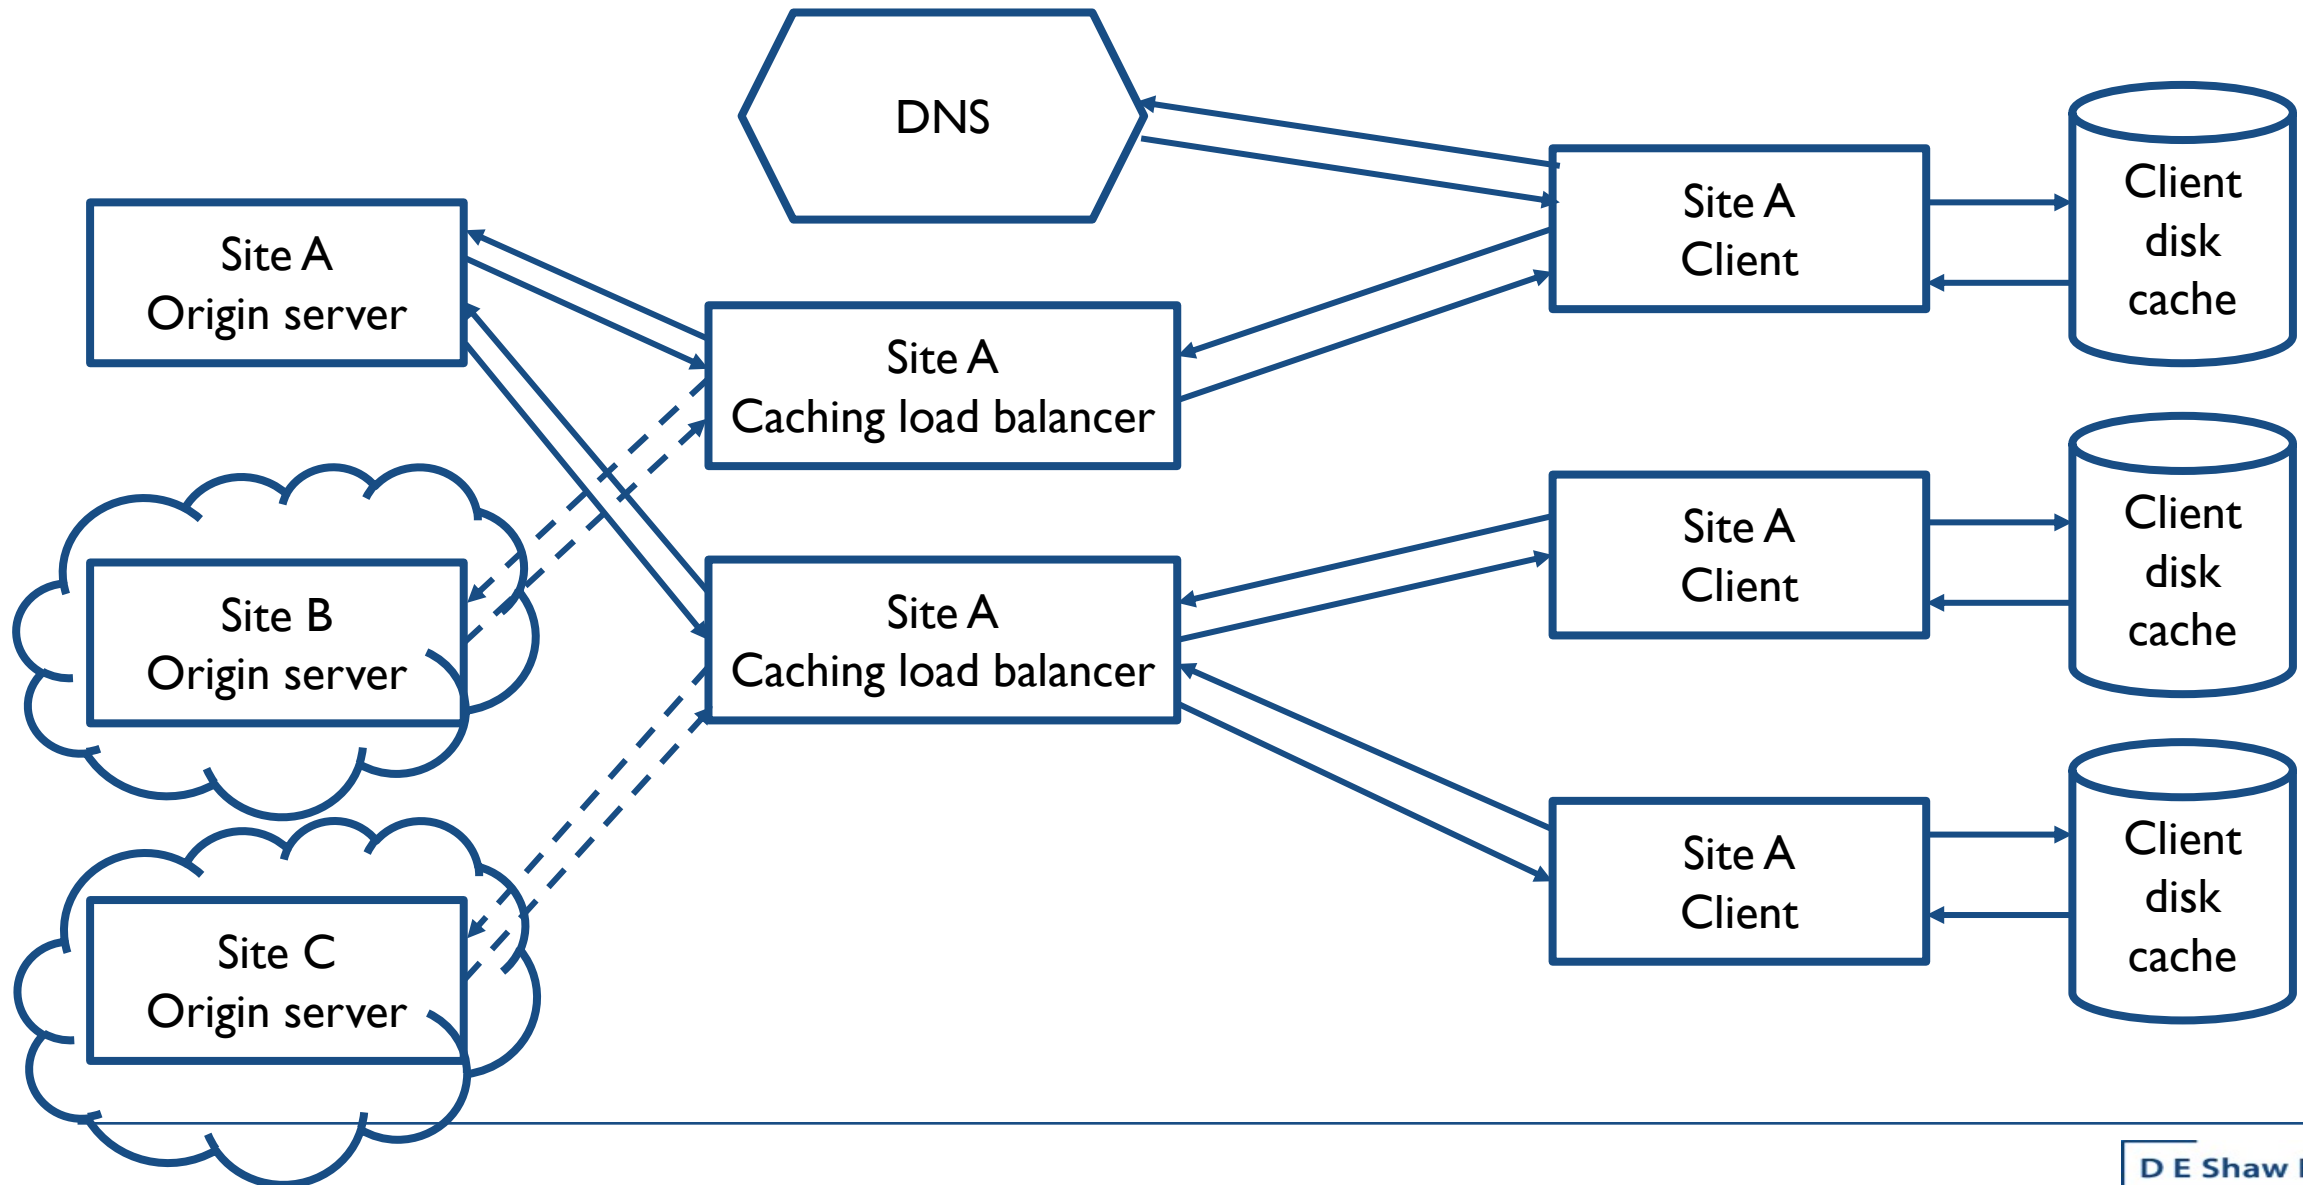 DNS
Site A
Origin server
Site A
Client
Client
disk
cache
Site A
Caching load balancer
Site B
Origin server
Site A
Client
Client
disk
cache
Site A
Caching load balancer
Site C
Origin server
Site A
Client
Client
disk
cache
D E Shaw